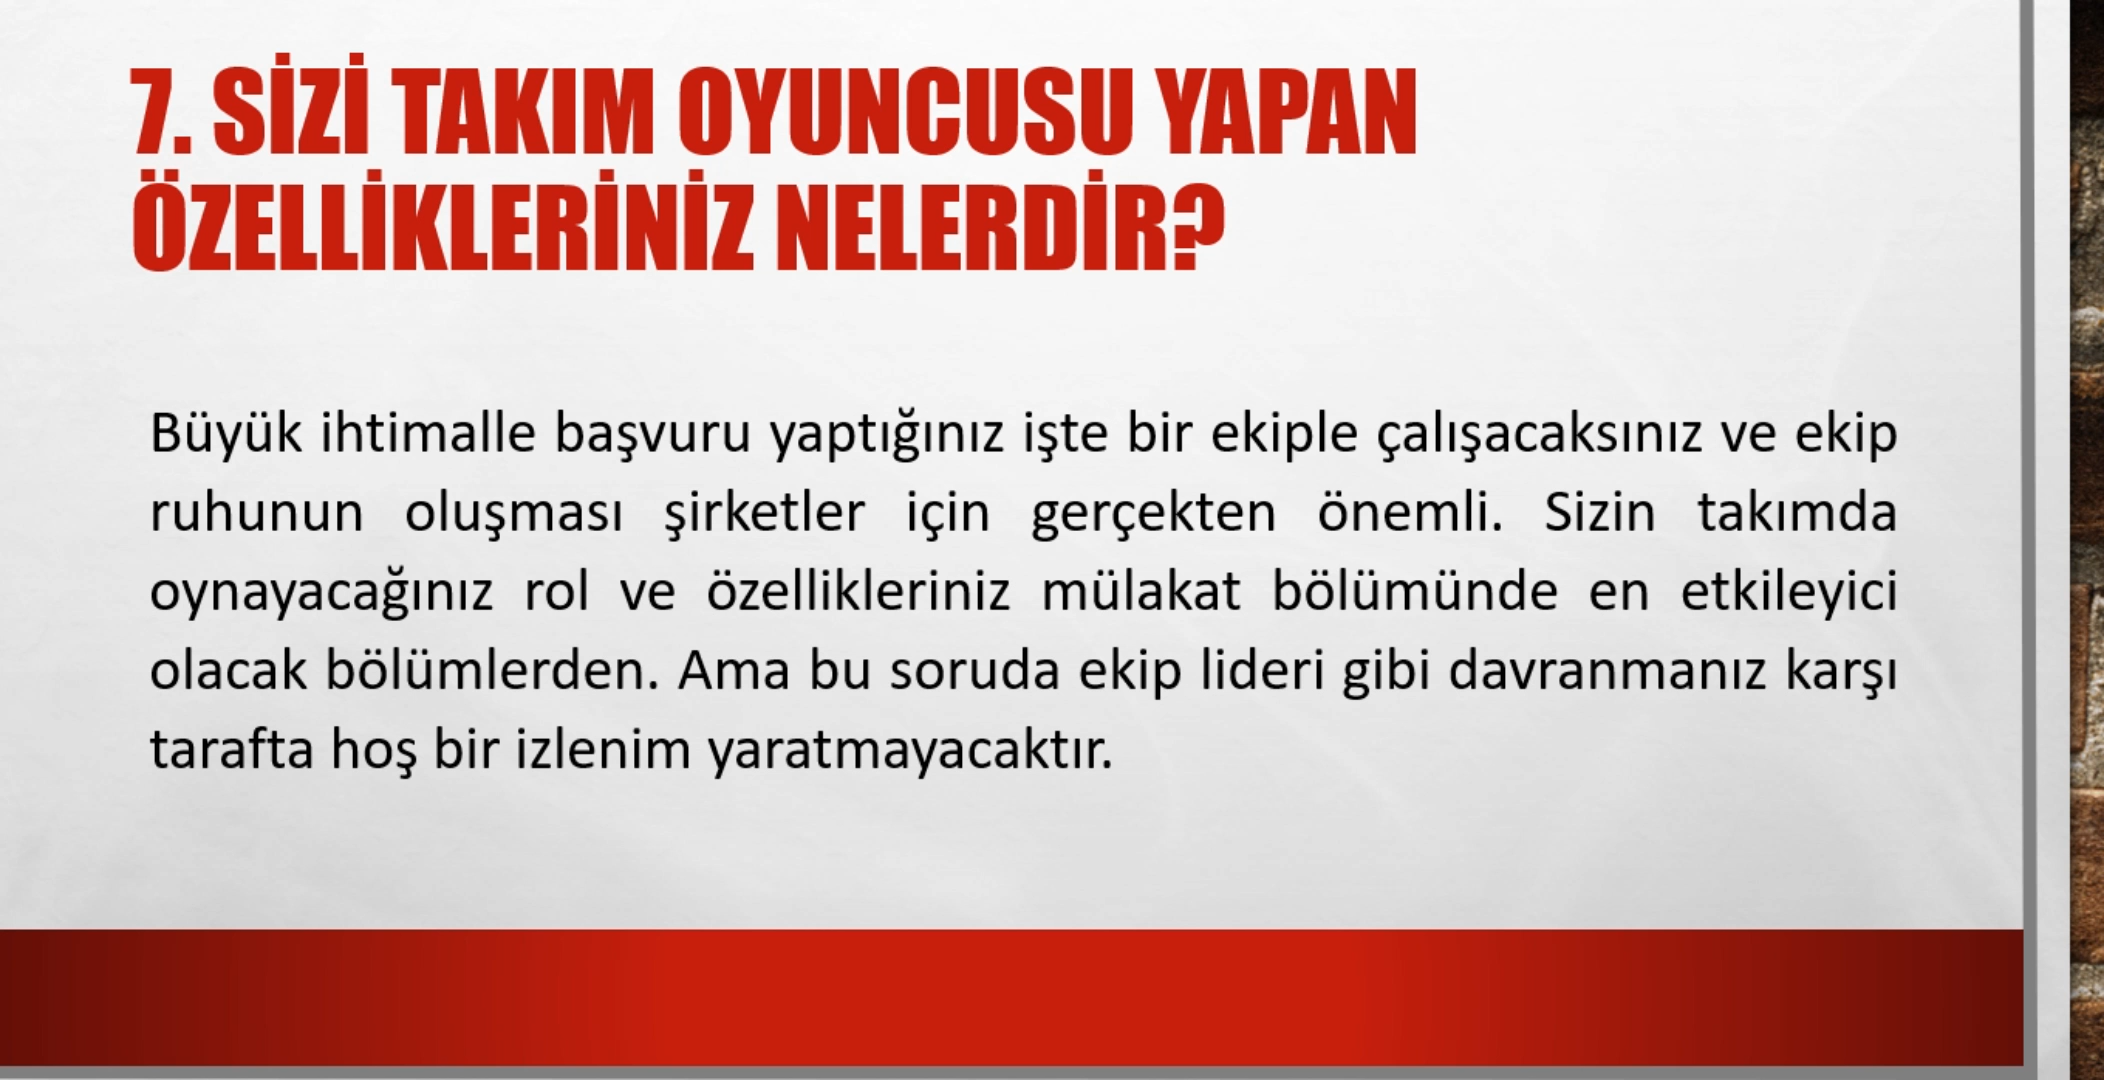 7. SİZİ TAKIM OYUNCUSU YAPAN
ÖZELLİKLERİNİZ NELERDİR?
Büyük ihtimalle başvuru yaptığınız işte bir ekiple çalışacaksınız ve ekip
ruhunun oluşması şirketler için gerçekten önemli. Sizin takımda
oynayacağınız rol ve özellikleriniz mülakat bölümünde en etkileyici
olacak bölümlerden. Ama bu soruda ekip lideri gibi davranmanız karşı
tarafta hoş bir izlenim yaratmayacaktır.